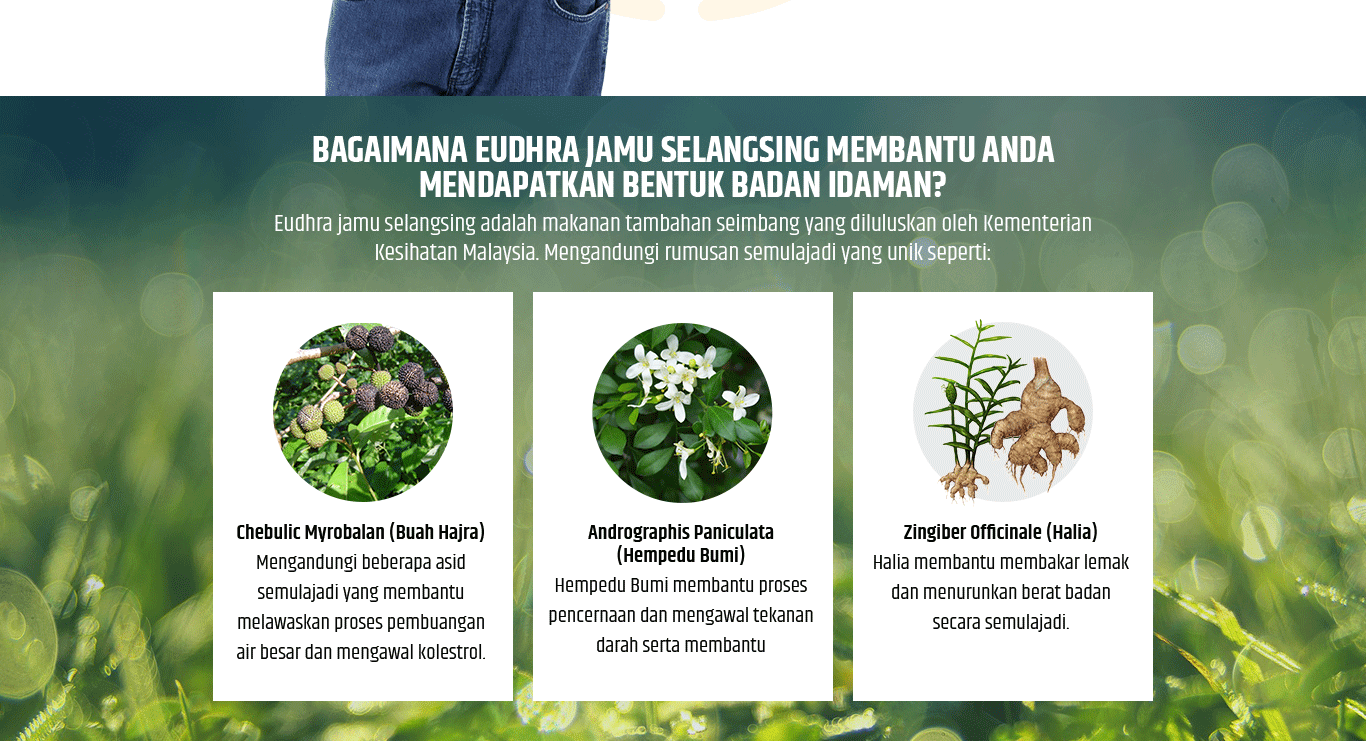 BAGAIMANA EUDHRA JAMU SELANGSING MEMBANTU ANDA
MENDAPATKAN BENTUK BADAN IDAMAN?
Eudhra jamu selangsing adalah makanan tambahan seimbang yang diluluskan oleh Kementerian
Kesihatan Malaysia. Mengandungi rumusan semulajadi yang unik seperti:
Chebulic Myrobalan (Buah Hajra)
Mengandungi beberapa asid
semulajadi yang membantu
melawaskan proses pembuangan
air besar dan mengawal kolestrol.
Andrographis Paniculata
(Hempedu Bumi)
Hempedu Bumi membantu proses
pencernaan dan mengawal tekanan
darah serta membantu
Zingiber Officinale (Halia)
Halia membantu membakar lemak
dan menurunkan berat badan
secara semulajadi.